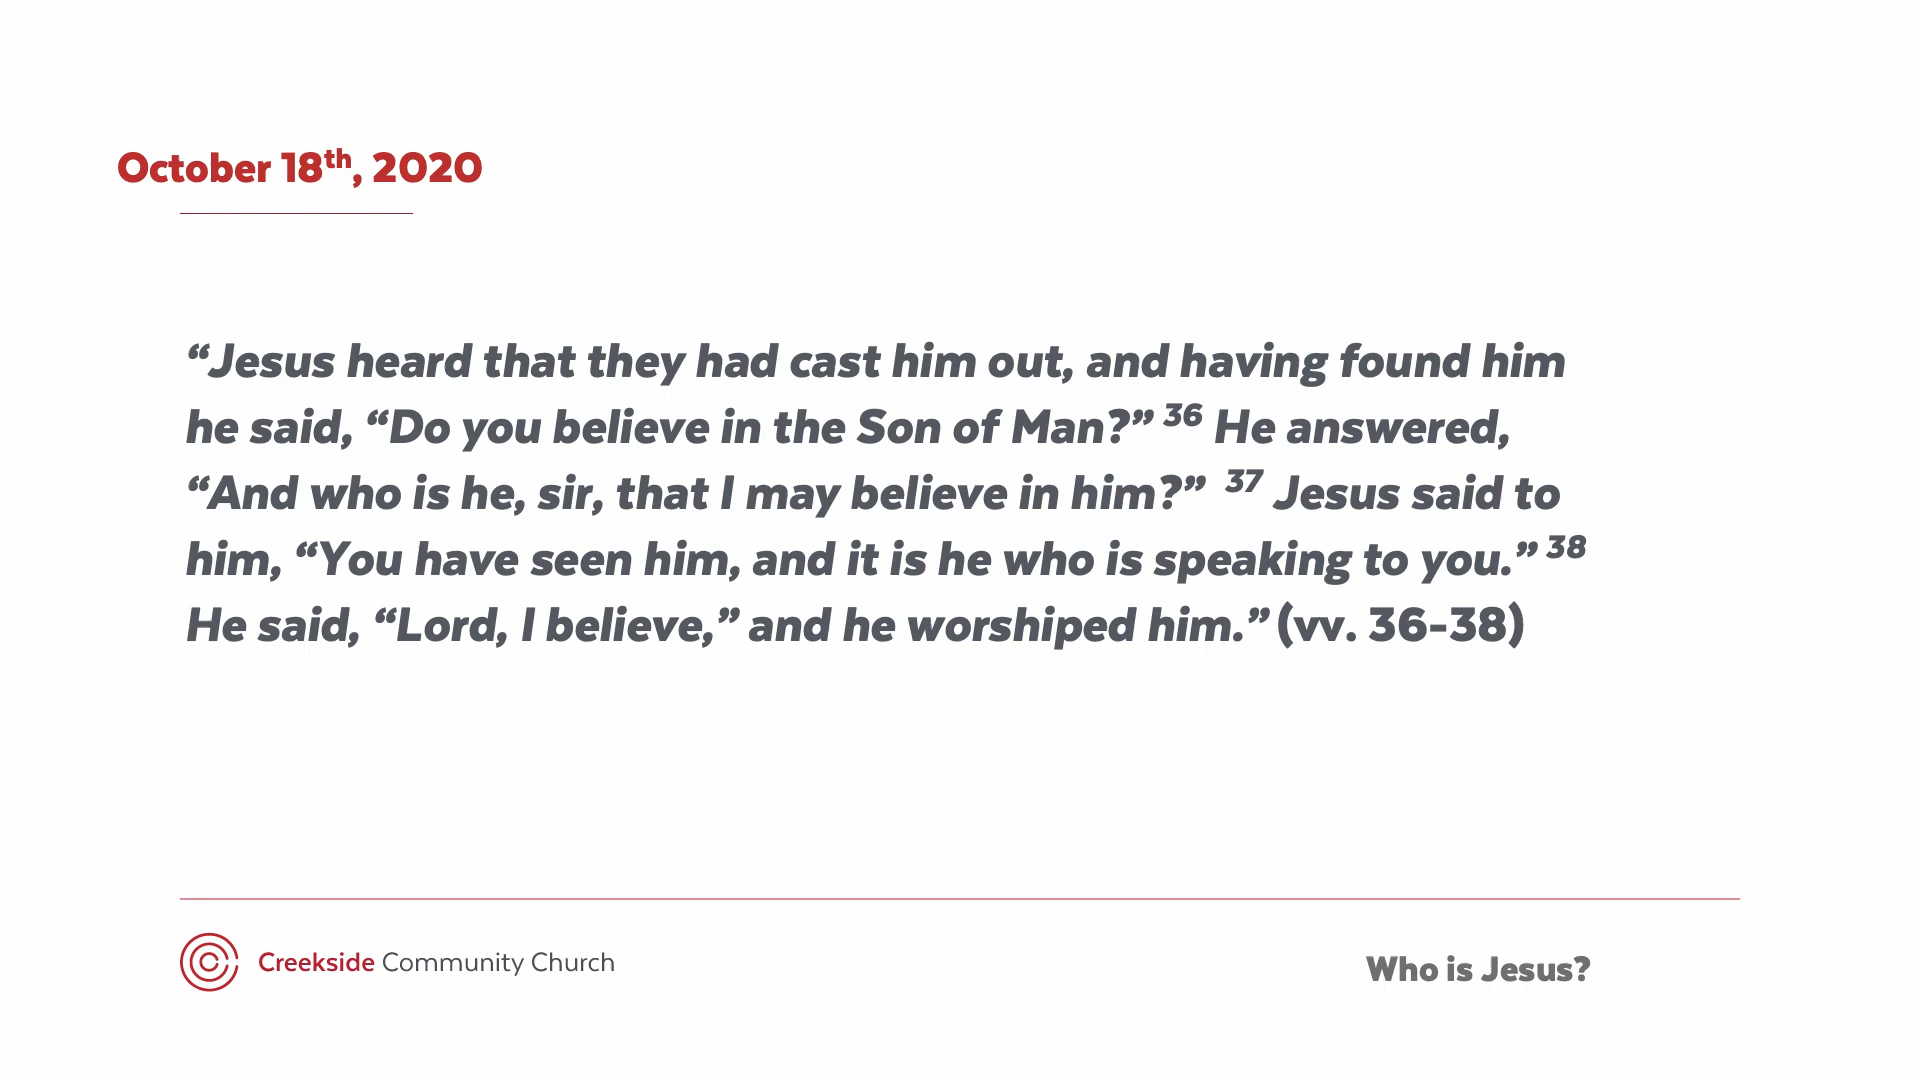 October 18th, 2020
“Jesus heard that they had cast him out, and having found him
he said, “Do you believe in the Son of Man?” 36 He answered,
“And who is he, sir, that I may believe in him?” 37 Jesus said to
him, “You have seen him, and it is he who is speaking to you.” 38
He said, “Lord, I believe,” and he worshiped him.” (vv. 36-38)
Creekside Community Church
Who is Jesus?